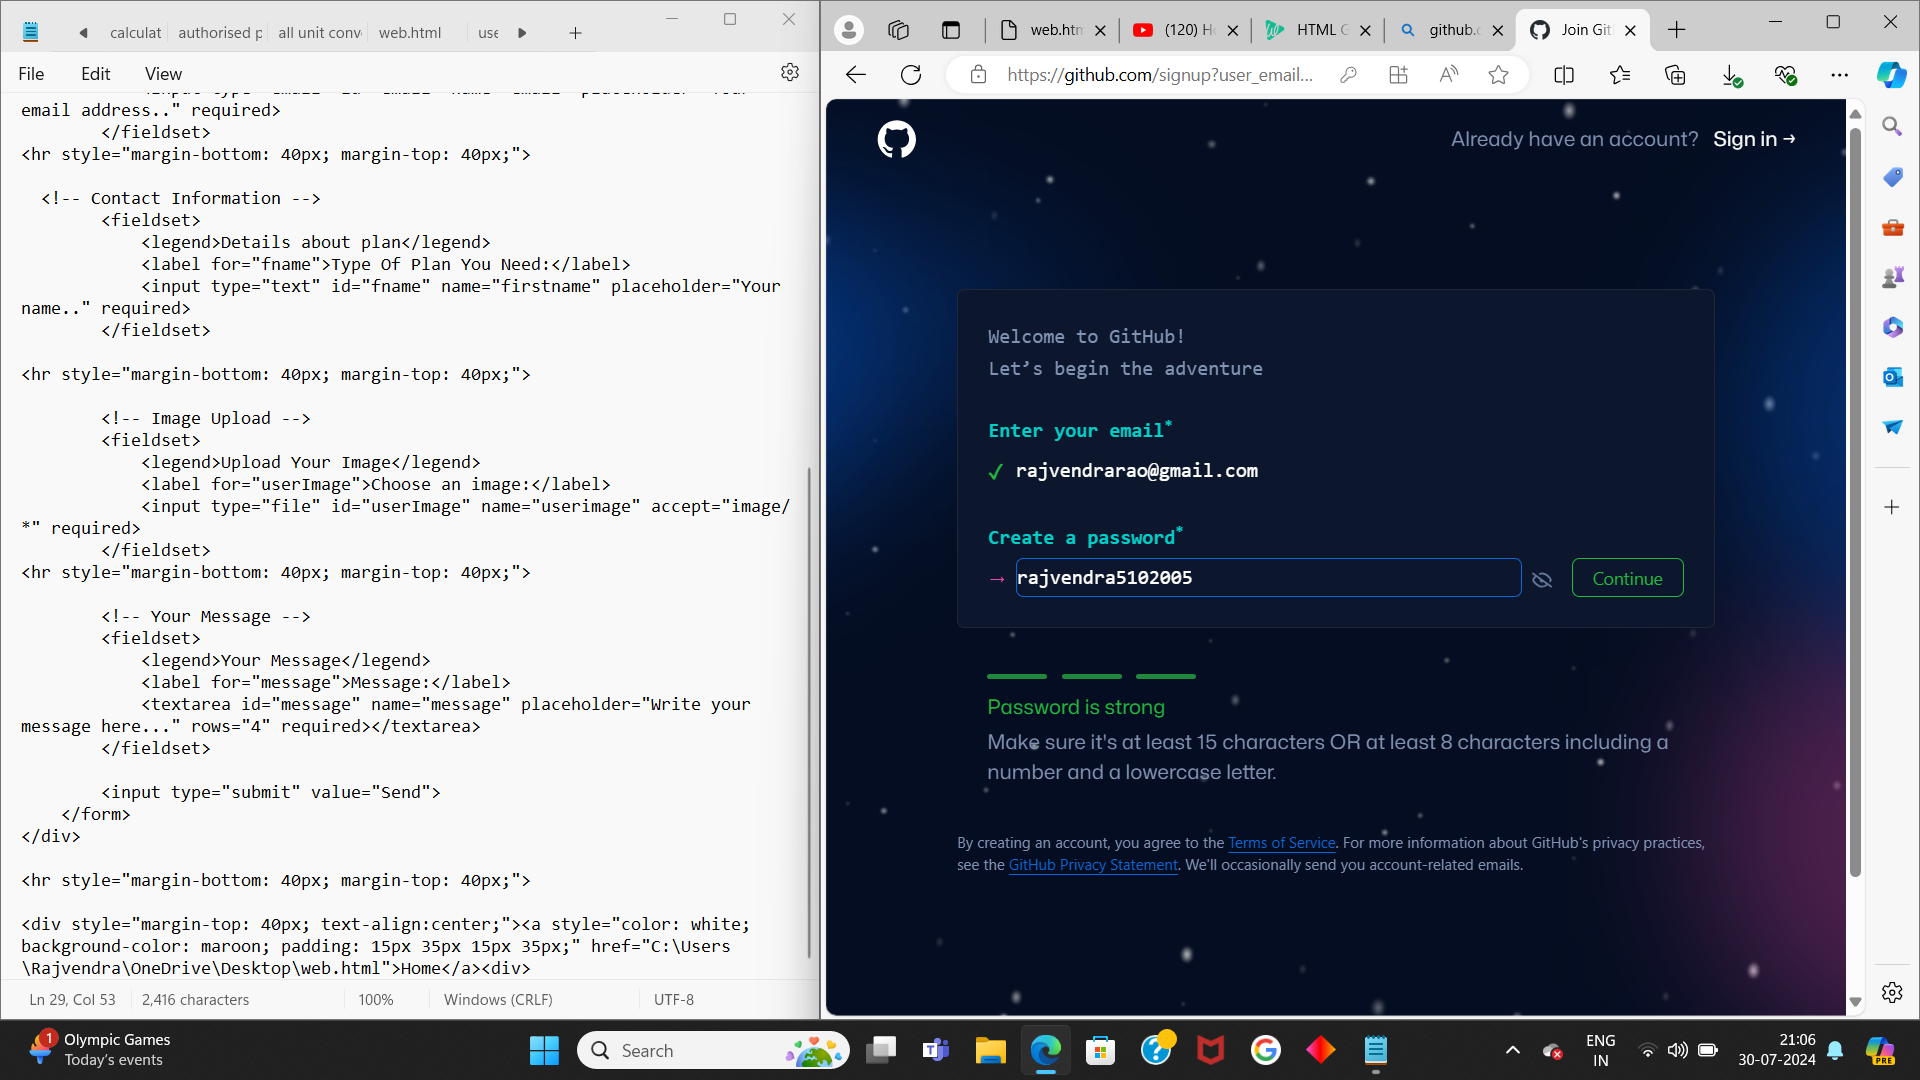 calculat
authorised p
all unit conv
web.html
use
File
Edit
View
email address.." required>
</fieldset>
<hr style="margin-bottom: 40px; margin-top: 40px;">
<!-- Contact Information -->
<fieldset>
<legend>Details about plan</legend>
<label for="fname">Type Of Plan You Need:</label>
<input type="text" id="fname" name="firstname" placeholder="Your
name.." required>
</fieldset>
<hr style="margin-bottom: 40px; margin-top: 40px;">
<!-- Image Upload -->
<fieldset>
<legend>Upload Your Image</legend>
<label for="userImage">Choose an image:</label>
<input type="file" id="userImage" name="userimage" accept="image/
*" required>
</fieldset>
<hr style="margin-bottom: 40px; margin-top: 40px;">
<!-- Your Message -->
<fieldset>
<legend>Your Message</legend>
<label for="message">Message:</label>
<textarea id="message" name="message" placeholder="Write your
message here..." rows="4" required></textarea>
</fieldset>
<input type="submit" value="Send">
</form>
</div>
<hr style="margin-bottom: 40px; margin-top: 40px;">
<div style="margin-top: 40px; text-align:center;"><a style="color: white;
background-color: maroon; padding: 15px 35px 15px 35px;" href="C:\Users
\Rajvendra\OneDrive\Desktop\web.html">Home</a><div>
Ln 29, Col 53
2,416 characters
100%
Windows (CRLF)
UTF-8
web.htm
(120) Ho
HTML G
github.c
Join Git
https://github.com/signup?user_email...
Already have an account? Sign in →
Welcome to GitHub!
Let's begin the adventure
Enter your email*
✓ rajvendrarao@gmail.com
Create a password*
→ rajvendra5102005
Continue
Password is strong
Make sure it's at least 15 characters OR at least 8 characters including a
number and a lowercase letter.
By creating an account, you agree to the Terms of Service. For more information about GitHub's privacy practices,
see the GitHub Privacy Statement. We'll occasionally send you account-related emails.
1
Olympic Games
Today's events
Search
ENG
IN
21:06
30-07-2024
PRE